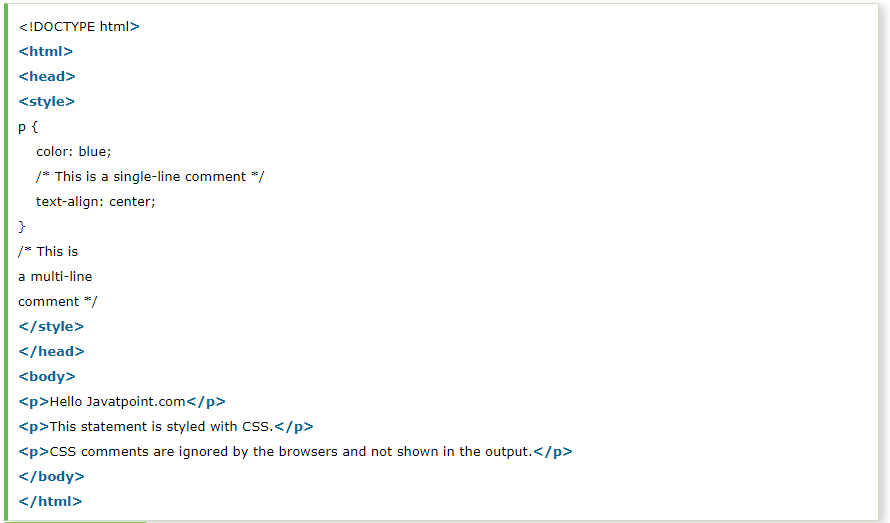 <!DOCTYPE html>
<html>
<head>
<style>
p {
    color: blue;
    /* This is a single-line comment */
    text-align: center;
}
/* This is
a multi-line
comment */
</style>
</head>
<body>
<p>Hello Javatpoint.com</p>
<p>This statement is styled with CSS.</p>
<p>CSS comments are ignored by the browsers and not shown in the output.</p>
</body>
</html>